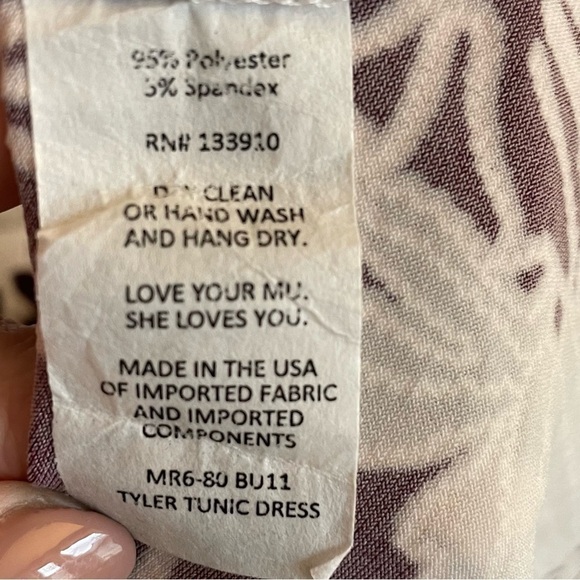 95% Polyester
5% Spandex
RN# 133910
DRY CLEAN
OR HAND WASH
AND HANG DRY.
LOVE YOUR MU.
SHE LOVES YOU.
MADE IN THE USA
OF IMPORTED FABRIC
AND IMPORTED
COMPONENTS
MR6-80 BU11
TYLER TUNIC DRESS